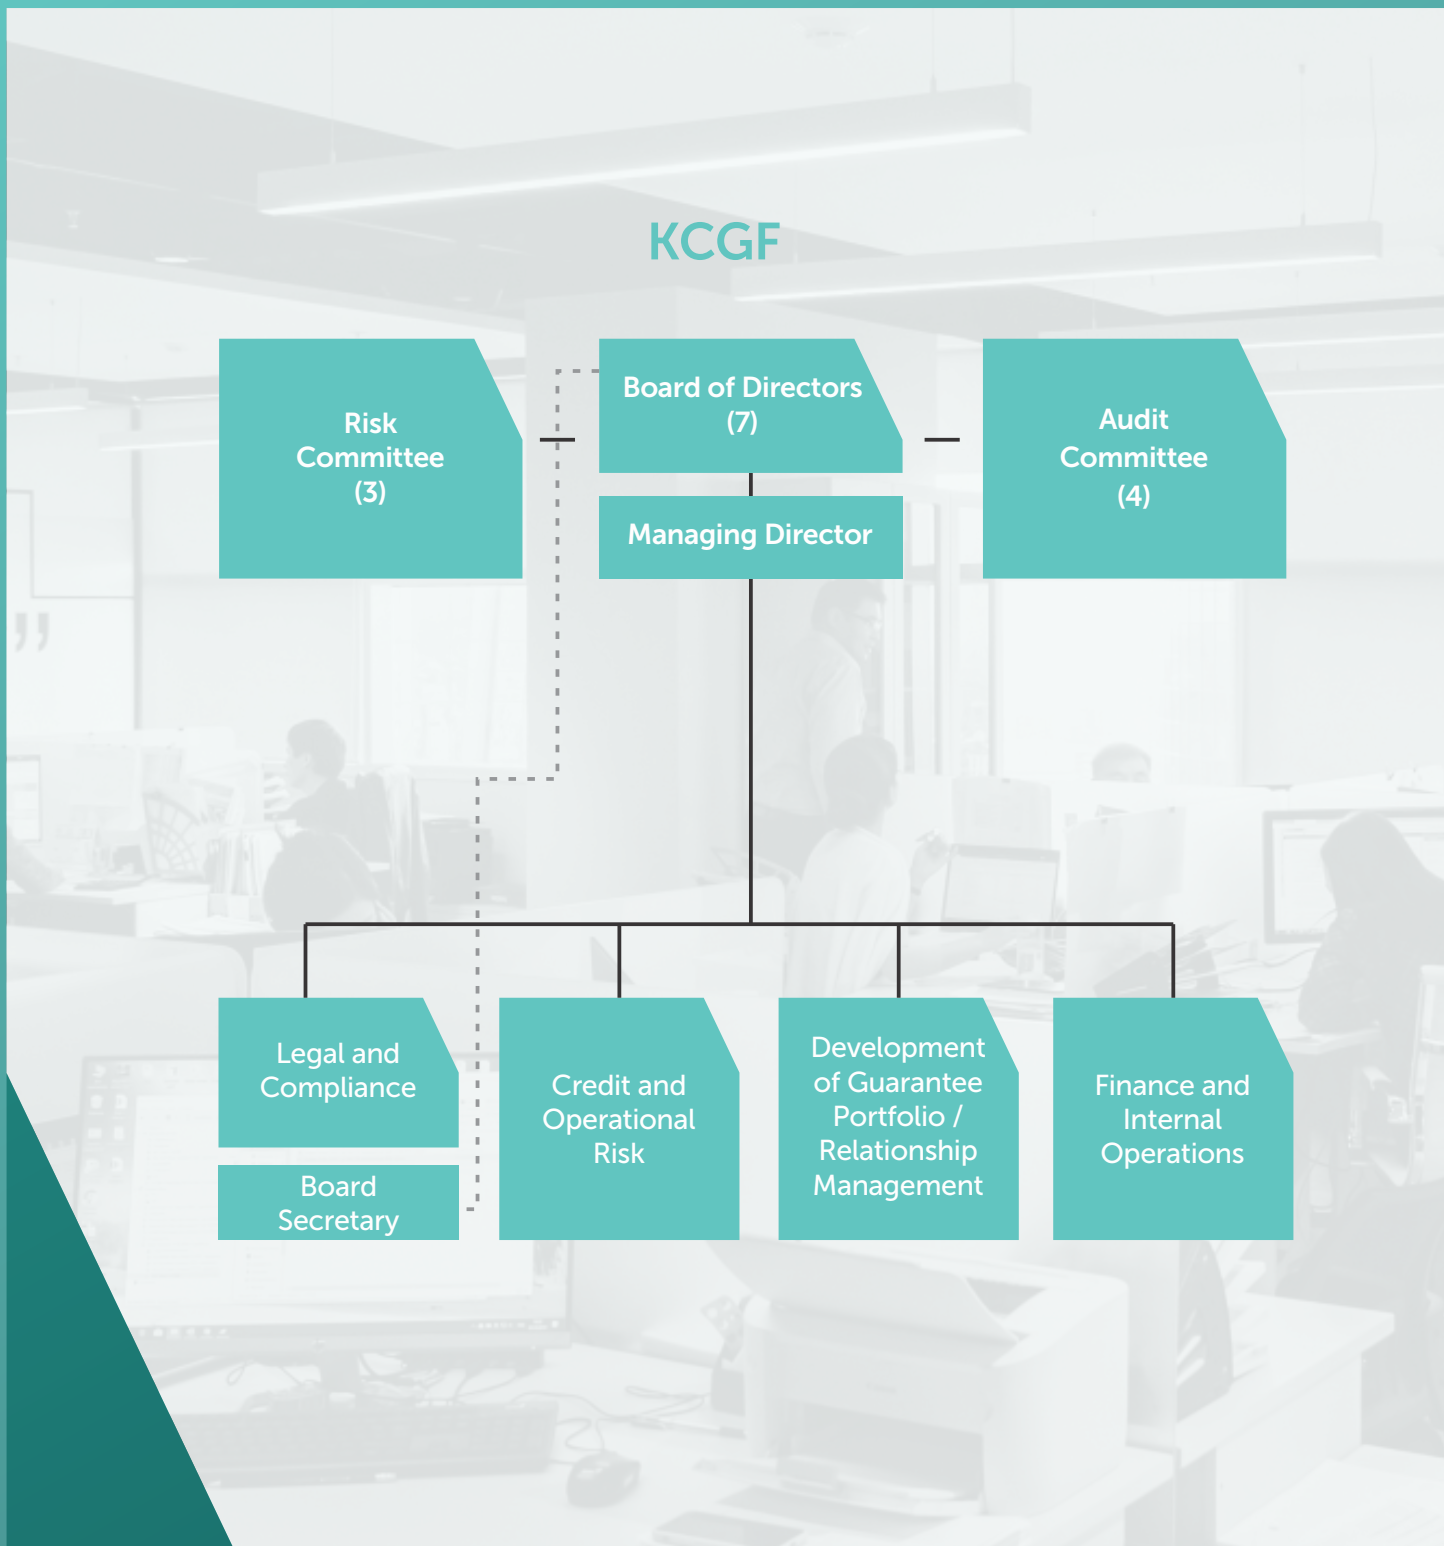 KCGF
Risk
Committee
(3)
Board of Directors
(7)
Managing Director
Audit
Committee
(4)
Legal and
Compliance
Board
Secretary
Credit and
Operational
Risk
Development
of Guarantee
Portfolio /
Relationship
Management
Finance and
Internal
Operations